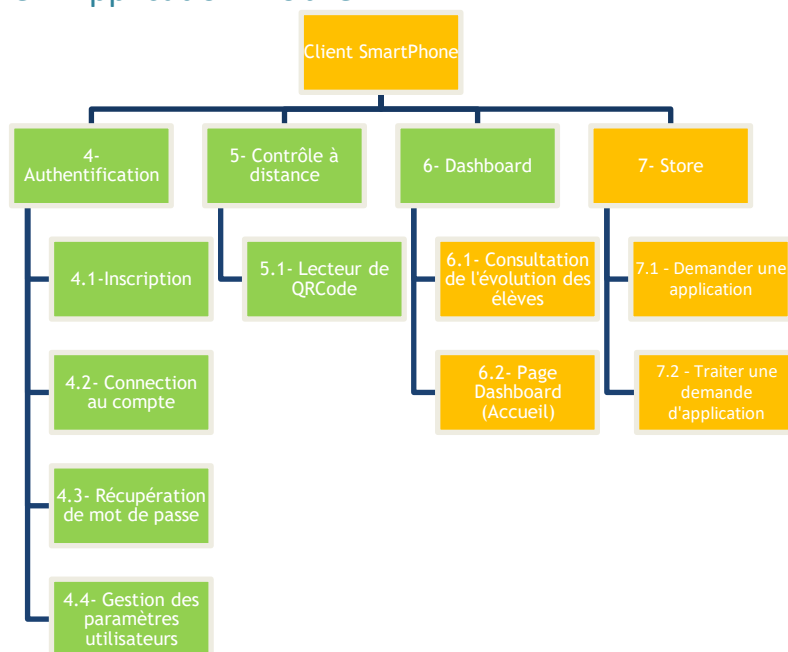 Client SmartPhone
4-
Authentification
5- Contrôle à
distance
6- Dashboard
7- Store
4.1-Inscription
5.1- Lecteur de
QRCode
6.1- Consultation
de l'évolution des
élèves
7.1 - Demander une
application
4.2- Connection
au compte
6.2- Page
Dashboard
(Accueil)
7.2 - Traiter une
demande
d'application
4.3- Récupération
de mot de passe
4.4- Gestion des
paramètres
utilisateurs